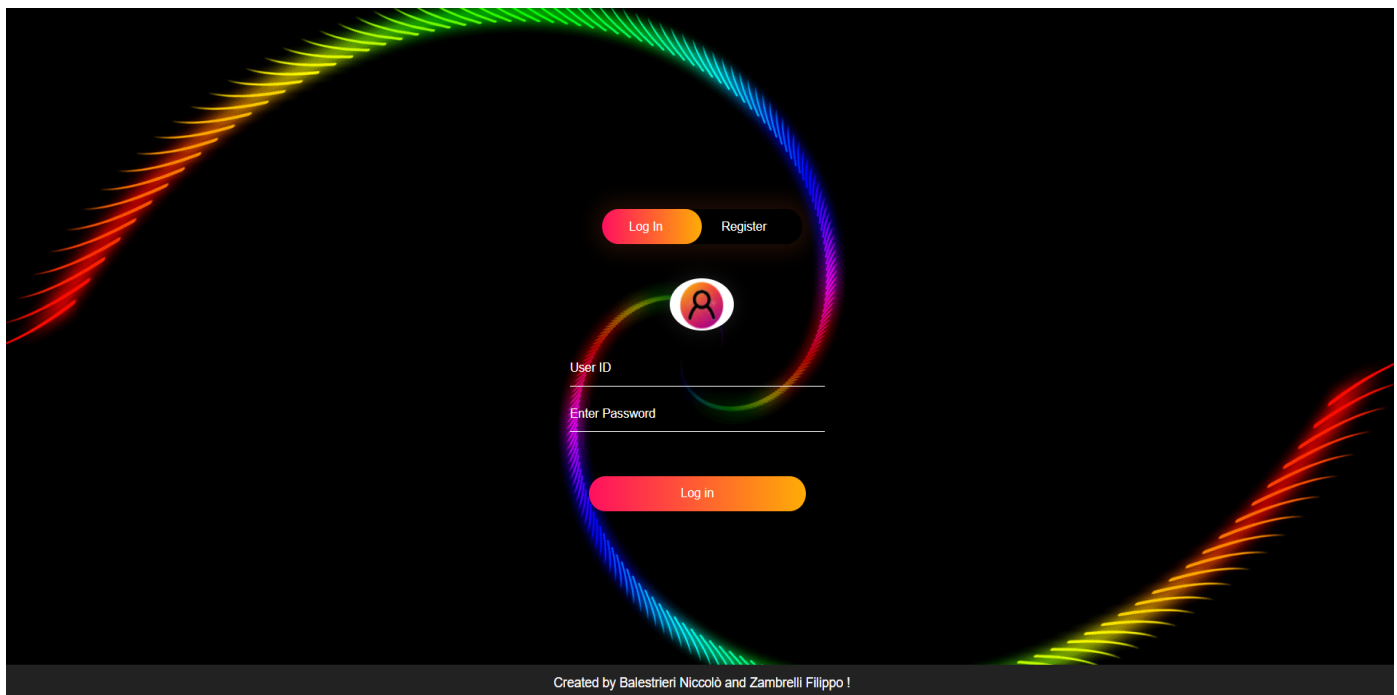 Log In
Register
User ID
Enter Password
Log in
Created by Balestrieri Niccolò and Zambrelli Filippo !